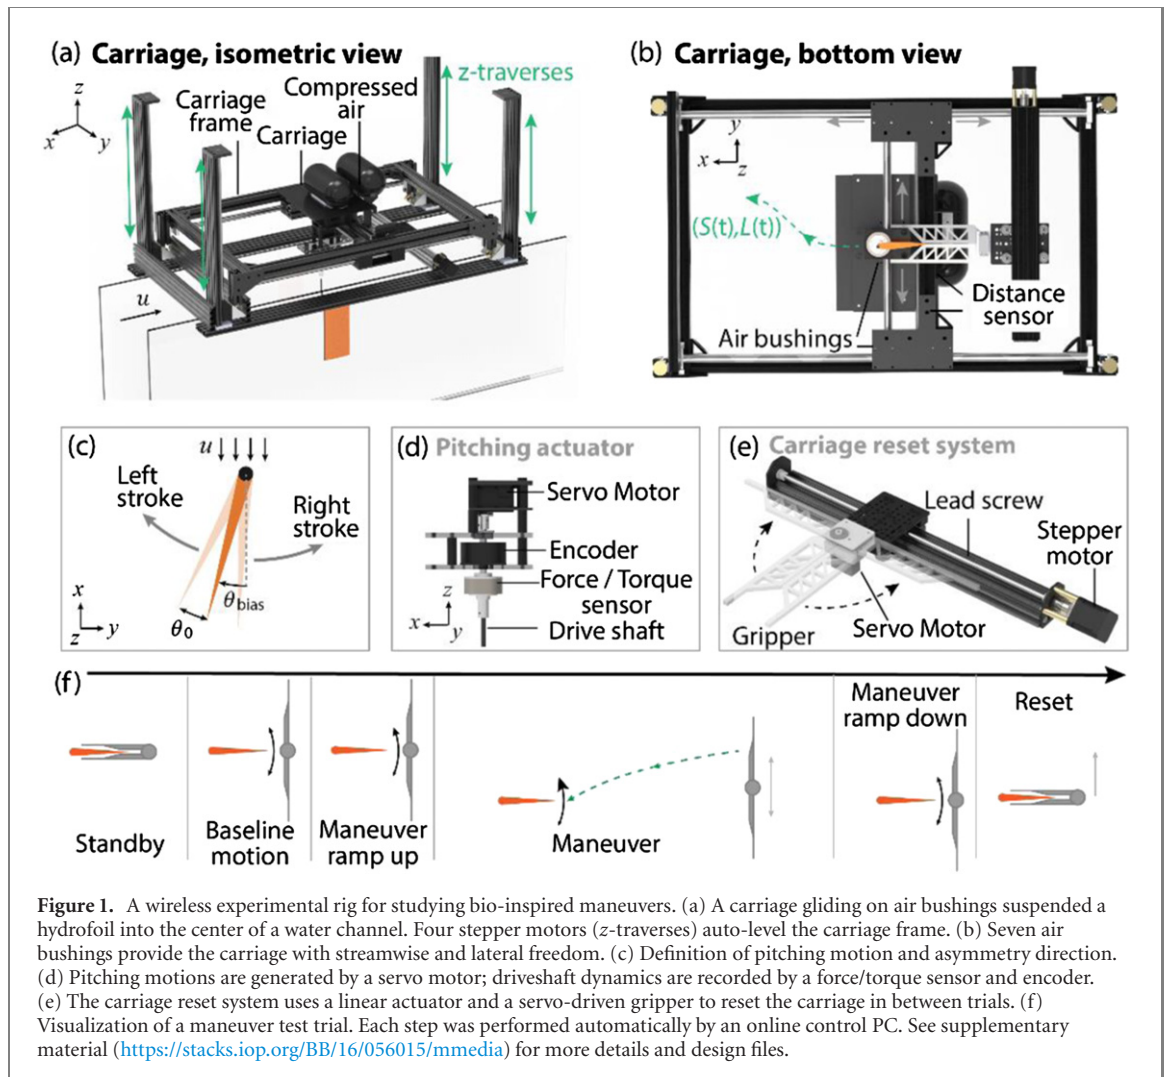 (a) Carriage, isometric view
z-traverses
Compressed
air
Carriage
frame
Carriage
z
x
y
u
(b) Carriage, bottom view
y
x
z
(S(t),L(t))
Distance
sensor
Air bushings
(c)
u
Left
stroke
Right
stroke
x
z
y
θbias
θ0
(d) Pitching actuator
Servo Motor
Encoder
Force / Torque
sensor
z
x
y
Drive shaft
(e) Carriage reset system
Lead screw
Stepper
motor
Servo Motor
Gripper
(f)
Standby
Baseline
motion
Maneuver
ramp up
Maneuver
Maneuver
ramp down
Reset
Figure 1. A wireless experimental rig for studying bio-inspired maneuvers. (a) A carriage gliding on air bushings suspended a
hydrofoil into the center of a water channel. Four stepper motors (z-traverses) auto-level the carriage frame. (b) Seven air
bushings provide the carriage with streamwise and lateral freedom. (c) Definition of pitching motion and asymmetry direction.
(d) Pitching motions are generated by a servo motor; driveshaft dynamics are recorded by a force/torque sensor and encoder.
(e) The carriage reset system uses a linear actuator and a servo-driven gripper to reset the carriage in between trials. (f)
Visualization of a maneuver test trial. Each step was performed automatically by an online control PC. See supplementary
material (https://stacks.iop.org/BB/16/056015/mmedia) for more details and design files.